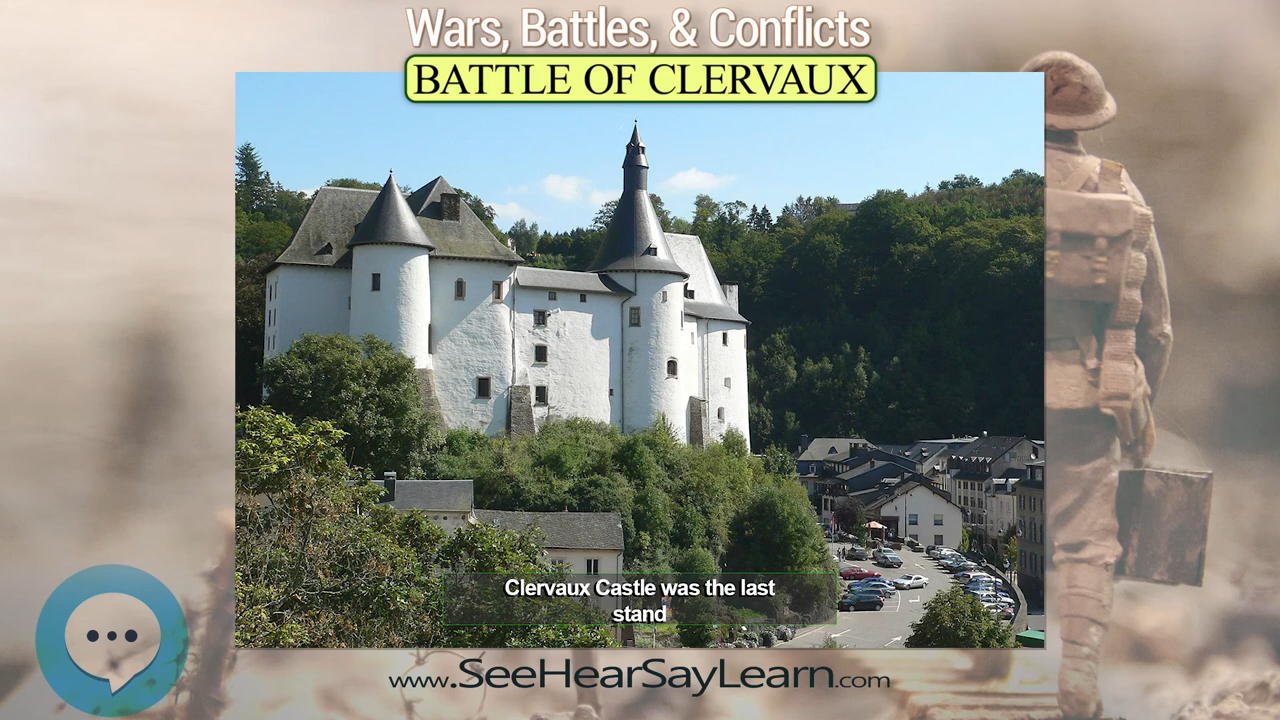 Wars, Battles, & Conflicts
BATTLE OF CLERVAUX
Clervaux Castle was the last
stand
www.SeeHearSayLearn.com